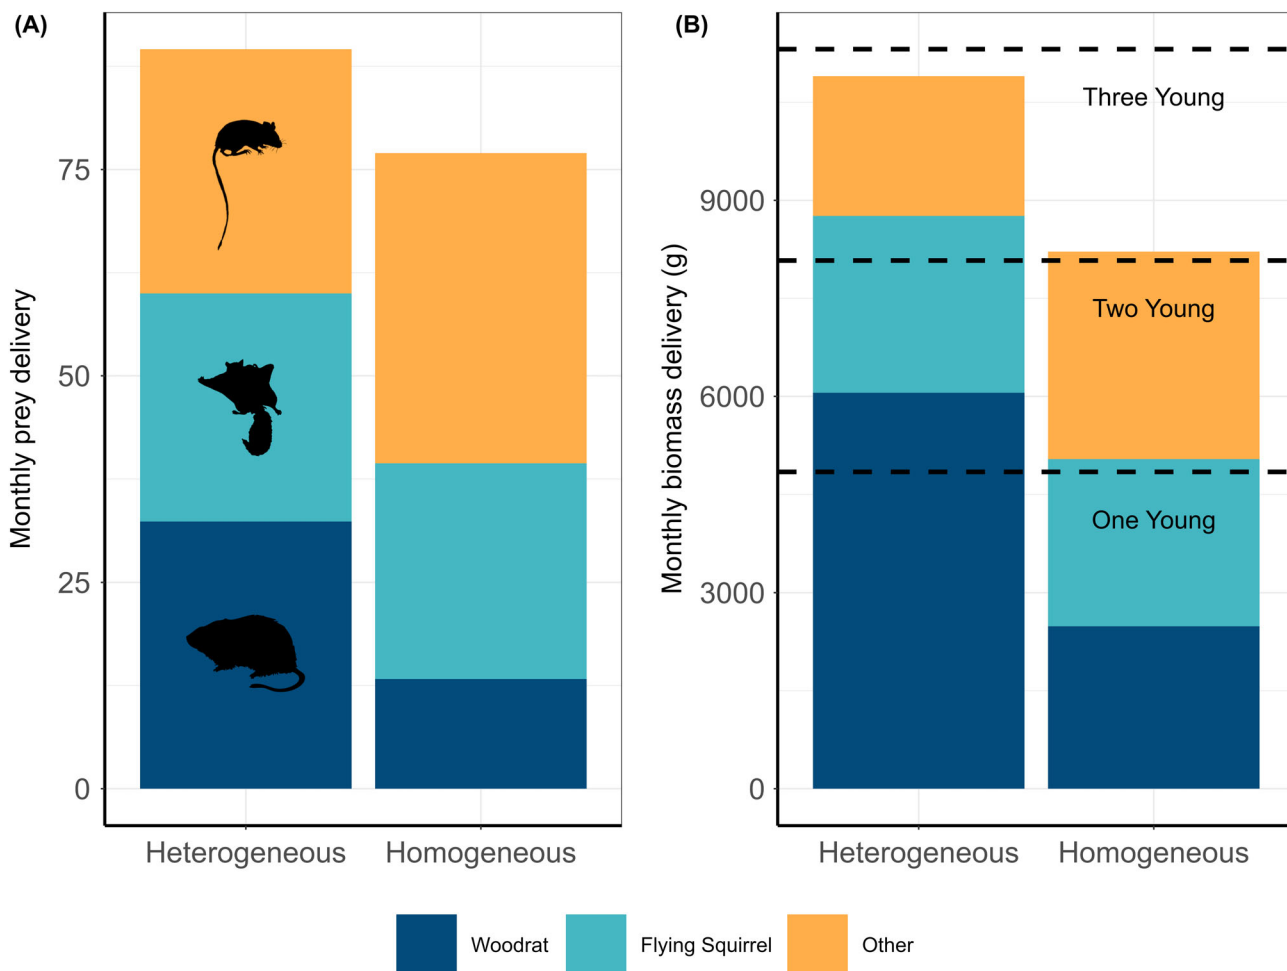 (A)
Monthly prey delivery
75
50
25
0
Heterogeneous
Homogeneous
(B)
Monthly biomass delivery (g)
9000
6000
3000
0
Three Young
Two Young
One Young
Heterogeneous
Homogeneous
Woodrat
Flying Squirrel
Other